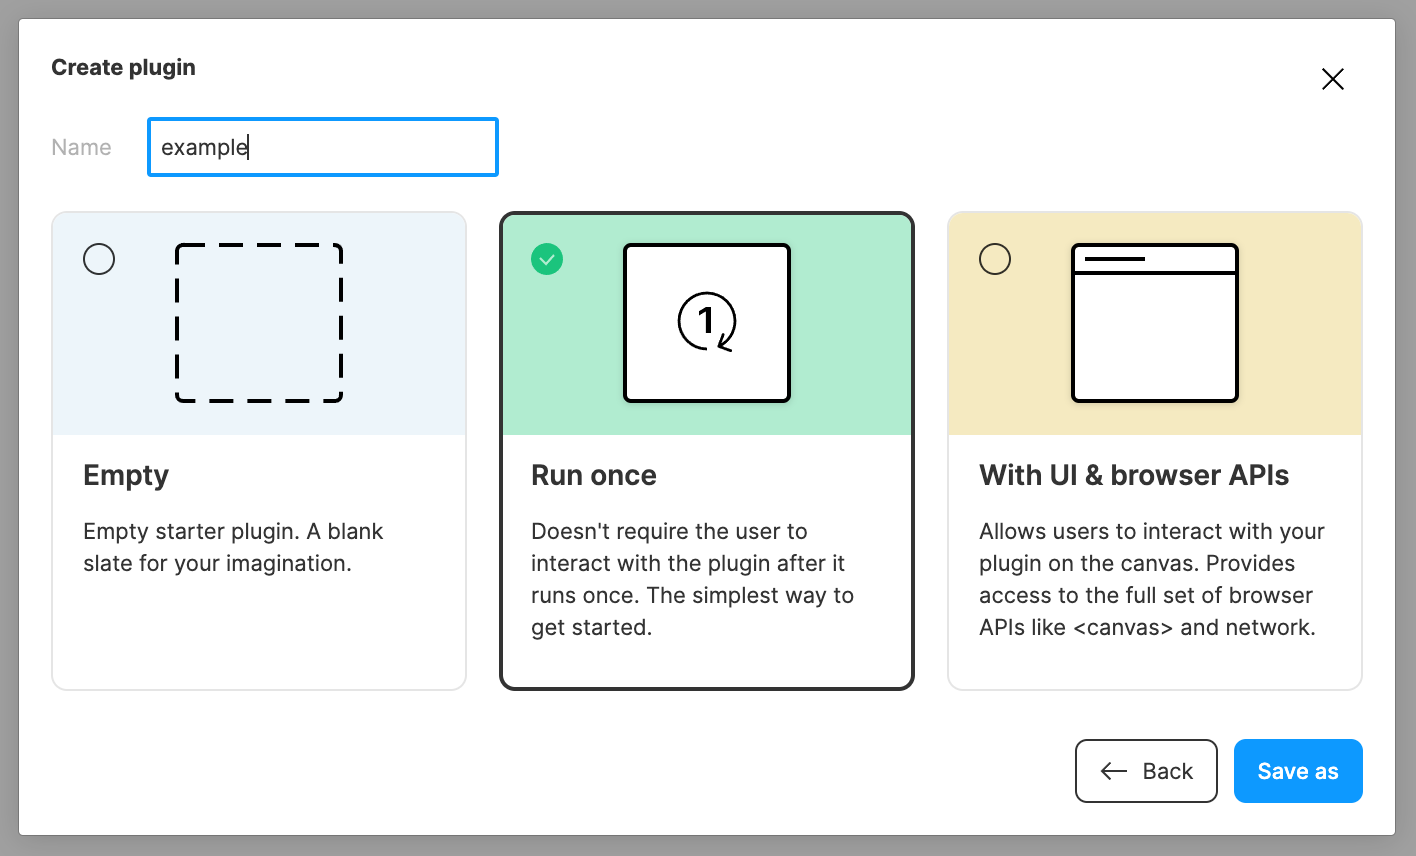 Create plugin
Name
example
1
Empty
Empty starter plugin. A blank
slate for your imagination.
Run once
Doesn't require the user to
interact with the plugin after it
runs once. The simplest way to
get started.
With UI & browser APIs
Allows users to interact with your
plugin on the canvas. Provides
access to the full set of browser
APIs like <canvas> and network.
Back
Save as